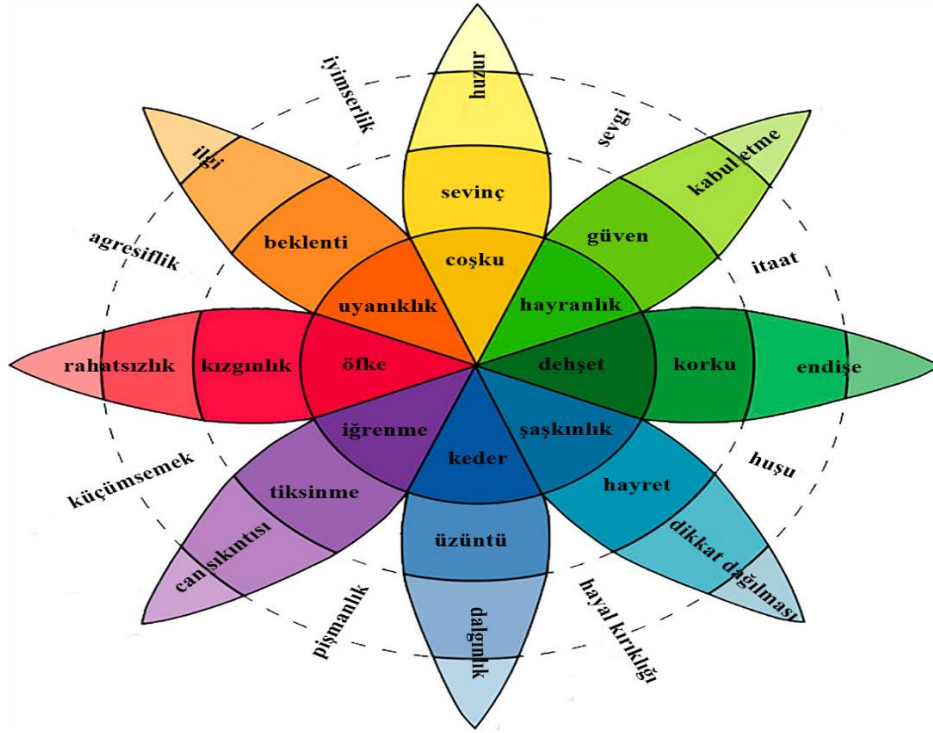 huzur
iyimserlik
sevgi
ilgi
kabul etme
sevinç
beklenti
güven
agresiflik
itaat
coşku
uyanıklık
hayranlık
rahatsızlık
kızgınlık
öfke
dehşet
korku
endişe
iğrenme
şaşkınlık
keder
küçümsemek
huşu
tiksinme
hayret
can sıkıntısı
üzüntü
dikkat dağılması
pişmanlık
dalgınlık
hayal kırıklığı